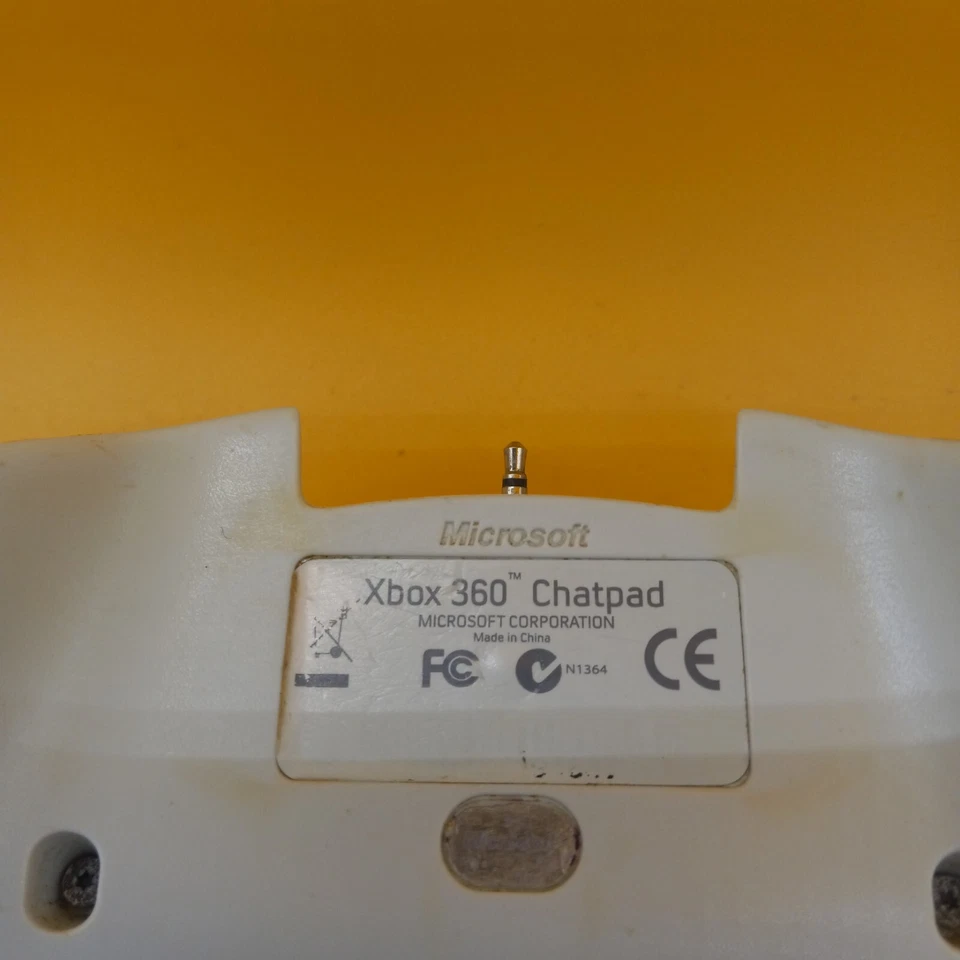 Microsoft
Xbox 360™ Chatpad
MICROSOFT CORPORATION
Made in China
FC N1364 CE